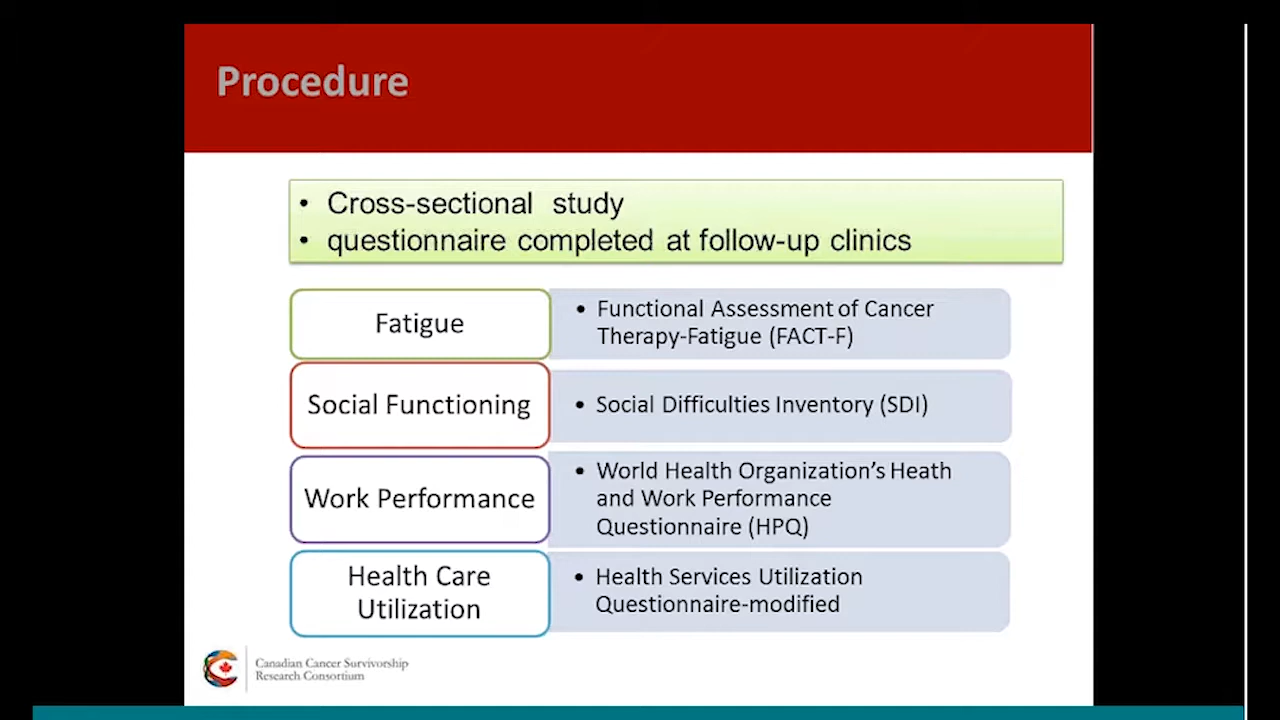 Procedure
• Cross-sectional study
• questionnaire completed at follow-up clinics
Fatigue
• Functional Assessment of Cancer
Therapy-Fatigue (FACT-F)
Social Functioning
• Social Difficulties Inventory (SDI)
Work Performance
• World Health Organization's Heath
and Work Performance
Questionnaire (HPQ)
Health Care
Utilization
• Health Services Utilization
Questionnaire-modified
Canadian Cancer Survivorship
Research Consortium